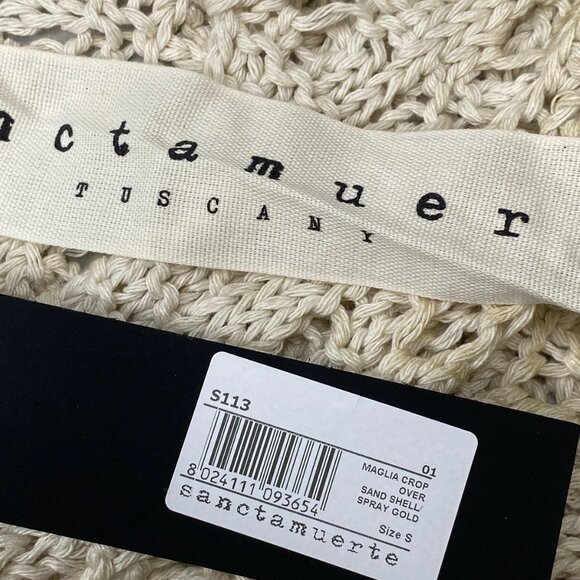 nctamuer
TUSCANY
S113
01
MAGLIA CROP
OVER
SAND SHELL/
SPRAY GOLD
Size S
8 024111 093654
sanctamuerte